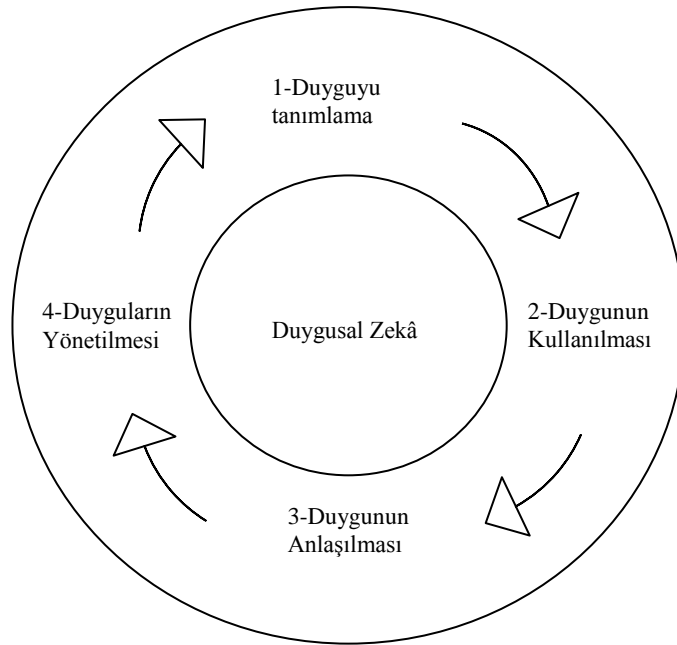 1-Duyguyu
tanımlama
2-Duygunun
Kullanılması
3-Duygunun
Anlaşılması
4-Duyguların
Yönetilmesi
Duygusal Zekâ